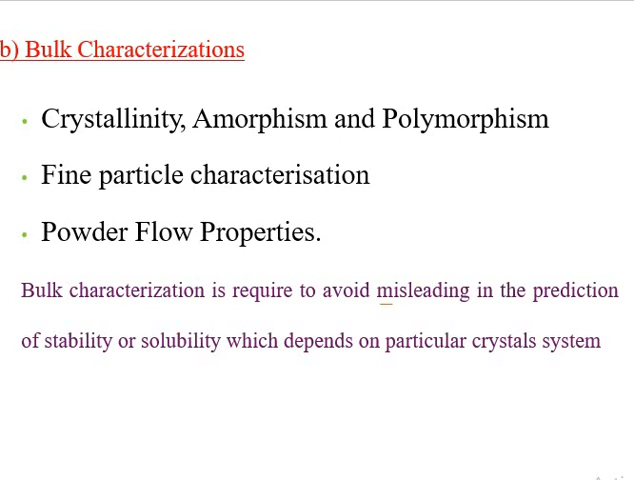 b) Bulk Characterizations
• Crystallinity, Amorphism and Polymorphism
• Fine particle characterisation
• Powder Flow Properties.
Bulk characterization is require to avoid misleading in the prediction
of stability or solubility which depends on particular crystals system